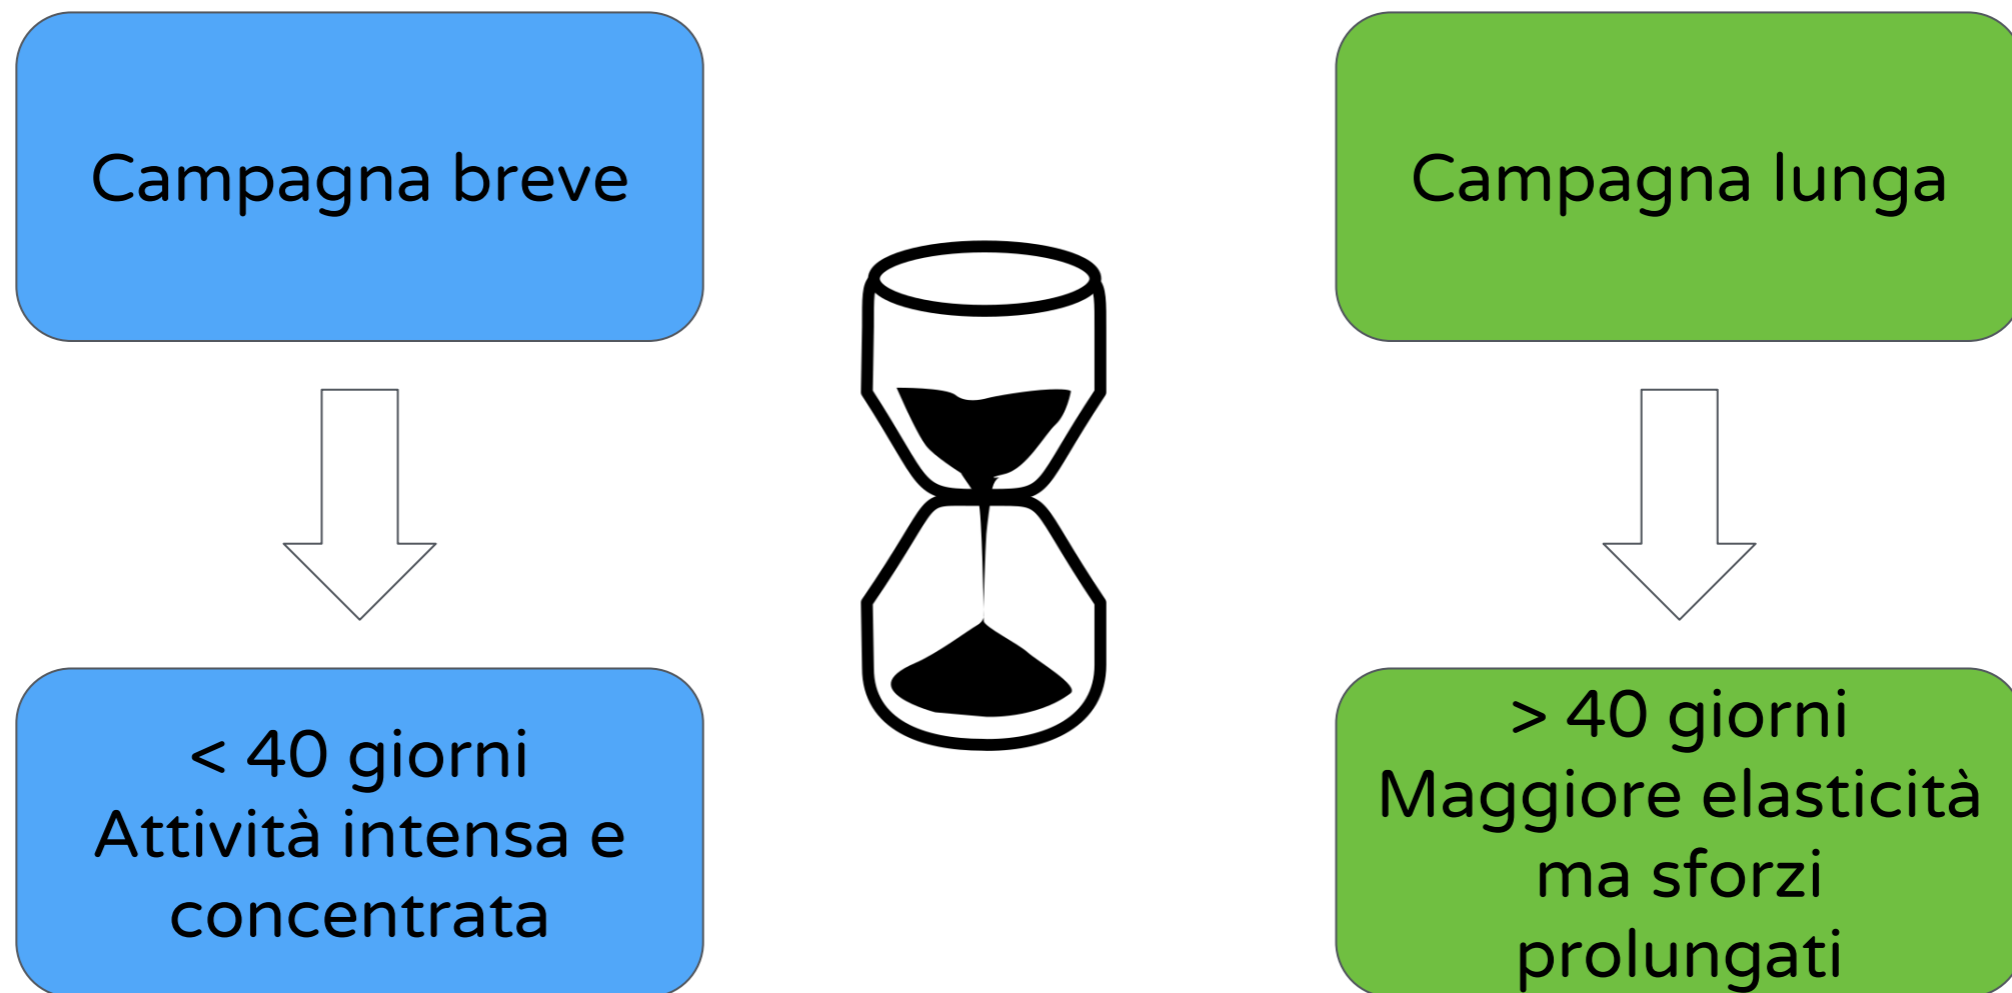 Campagna breve
Campagna lunga
< 40 giorni
Attività intensa e
concentrata
> 40 giorni
Maggiore elasticità
ma sforzi
prolungati